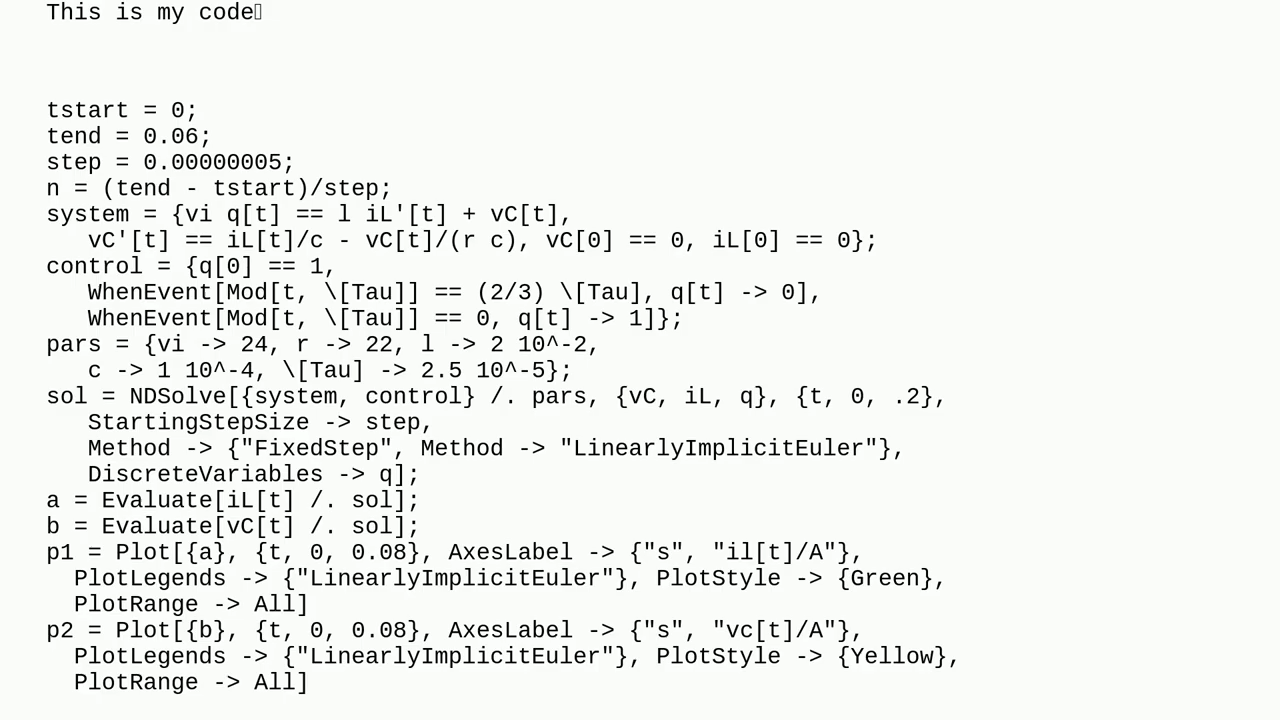 This is my code
tstart = 0;
tend = 0.06;
step = 0.00000005;
n = (tend - tstart)/step;
system = {vi q[t] == l iL'[t] + vC[t],
   vC'[t] == iL[t]/c - vC[t]/(r c), vC[0] == 0, iL[0] == 0};
control = {q[0] == 1,
   WhenEvent[Mod[t, \[Tau]] == (2/3) \[Tau], q[t] -> 0],
   WhenEvent[Mod[t, \[Tau]] == 0, q[t] -> 1]};
pars = {vi -> 24, r -> 22, l -> 2 10^-2,
   c -> 1 10^-4, \[Tau] -> 2.5 10^-5};
sol = NDSolve[{system, control} /. pars, {vC, iL, q}, {t, 0, .2},
   StartingStepSize -> step,
   Method -> {"FixedStep", Method -> "LinearlyImplicitEuler"},
   DiscreteVariables -> q];
a = Evaluate[iL[t] /. sol];
b = Evaluate[vC[t] /. sol];
p1 = Plot[{a}, {t, 0, 0.08}, AxesLabel -> {"s", "il[t]/A"},
  PlotLegends -> {"LinearlyImplicitEuler"}, PlotStyle -> {Green},
  PlotRange -> All]
p2 = Plot[{b}, {t, 0, 0.08}, AxesLabel -> {"s", "vc[t]/A"},
  PlotLegends -> {"LinearlyImplicitEuler"}, PlotStyle -> {Yellow},
  PlotRange -> All]